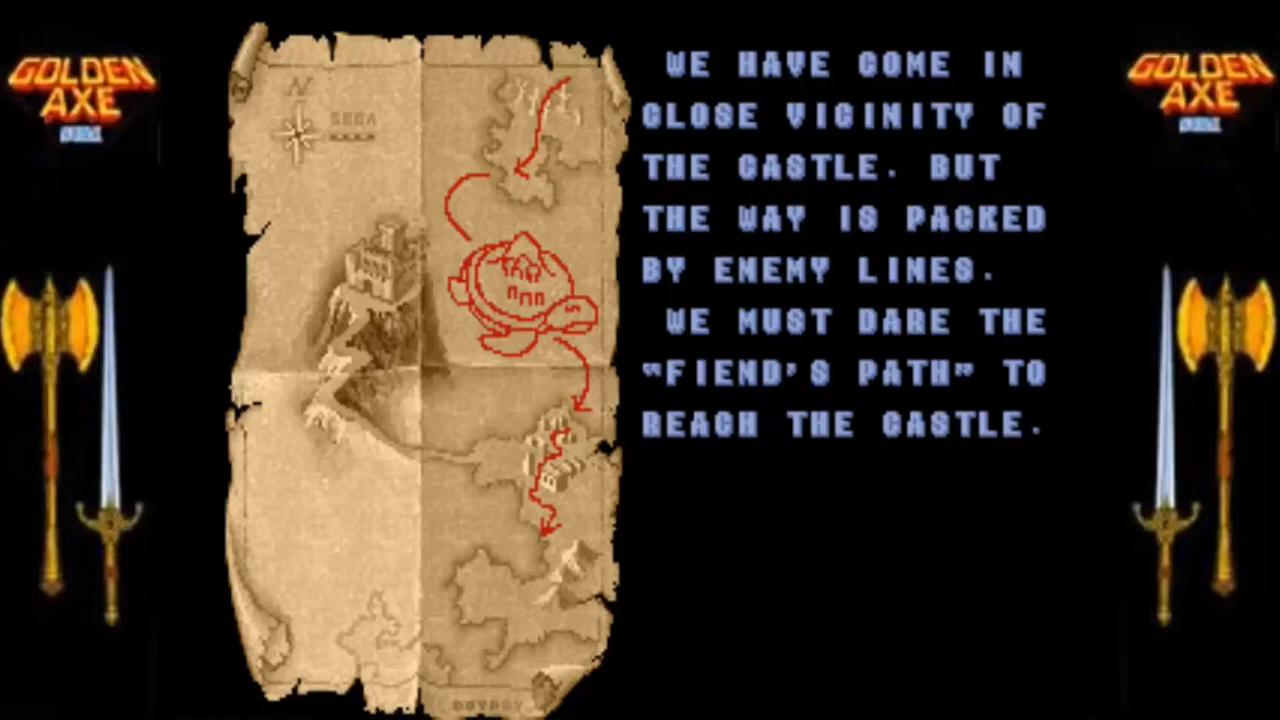 GOLDEN
AXE
SEGA
N
SEGA
WE HAVE COME IN
CLOSE VICINITY OF
THE CASTLE. BUT
THE WAY IS PACKED
BY ENEMY LINES.
WE MUST DARE THE
"FIEND'S PATH" TO
REACH THE CASTLE.
GOLDEN
AXE
SEGA